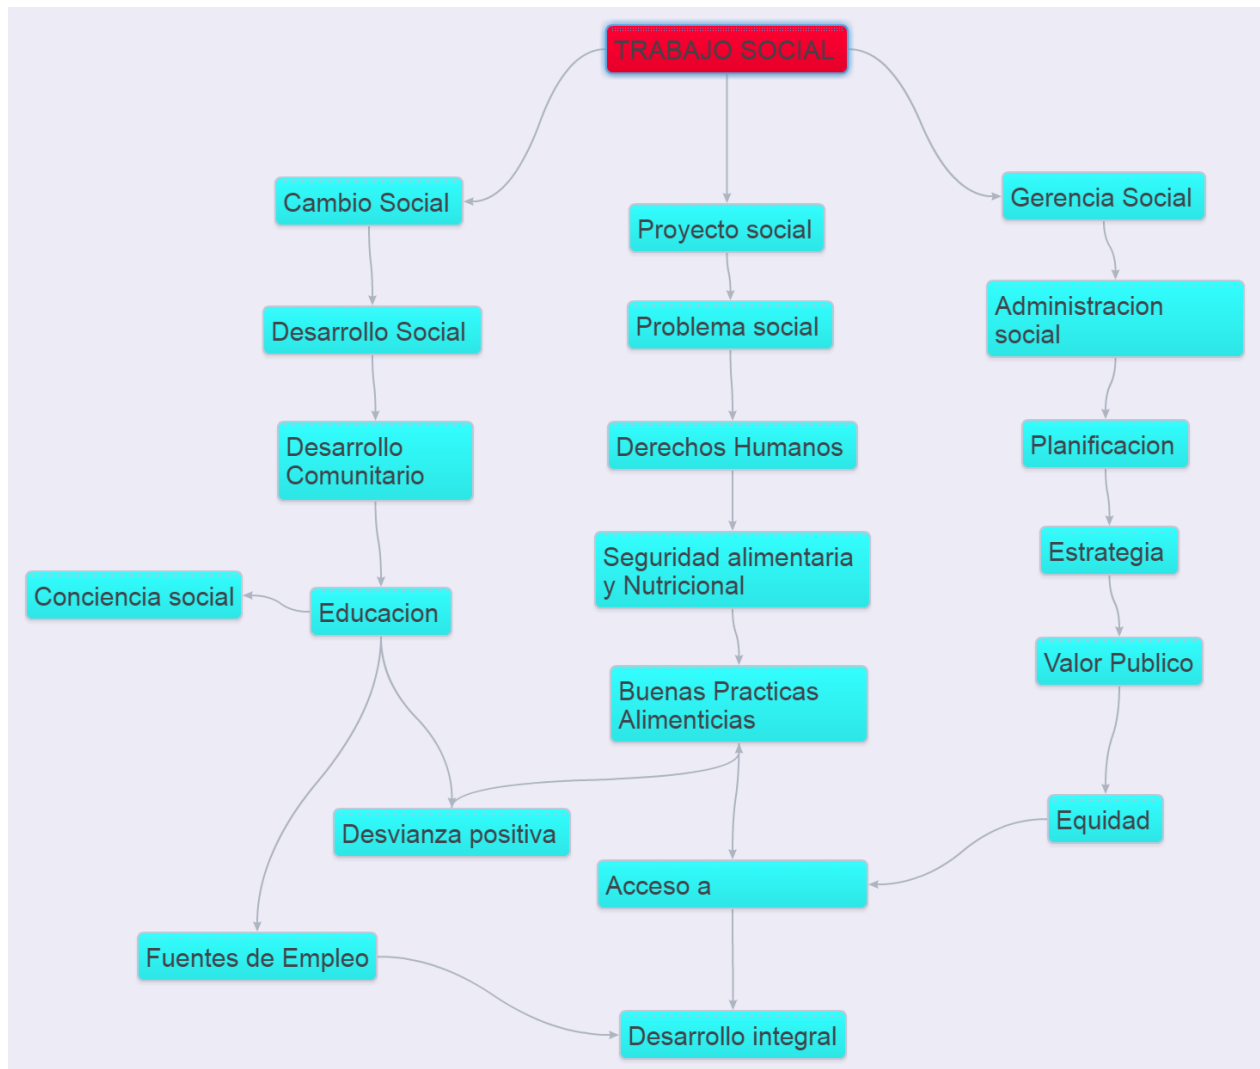 TRABAJO SOCIAL
Cambio Social
Proyecto social
Gerencia Social
Desarrollo Social
Problema social
Administracion
social
Desarrollo
Comunitario
Derechos Humanos
Planificacion
Seguridad alimentaria
y Nutricional
Estrategia
Conciencia social
Educacion
Valor Publico
Buenas Practicas
Alimenticias
Desvianza positiva
Equidad
Acceso a
Fuentes de Empleo
Desarrollo integral